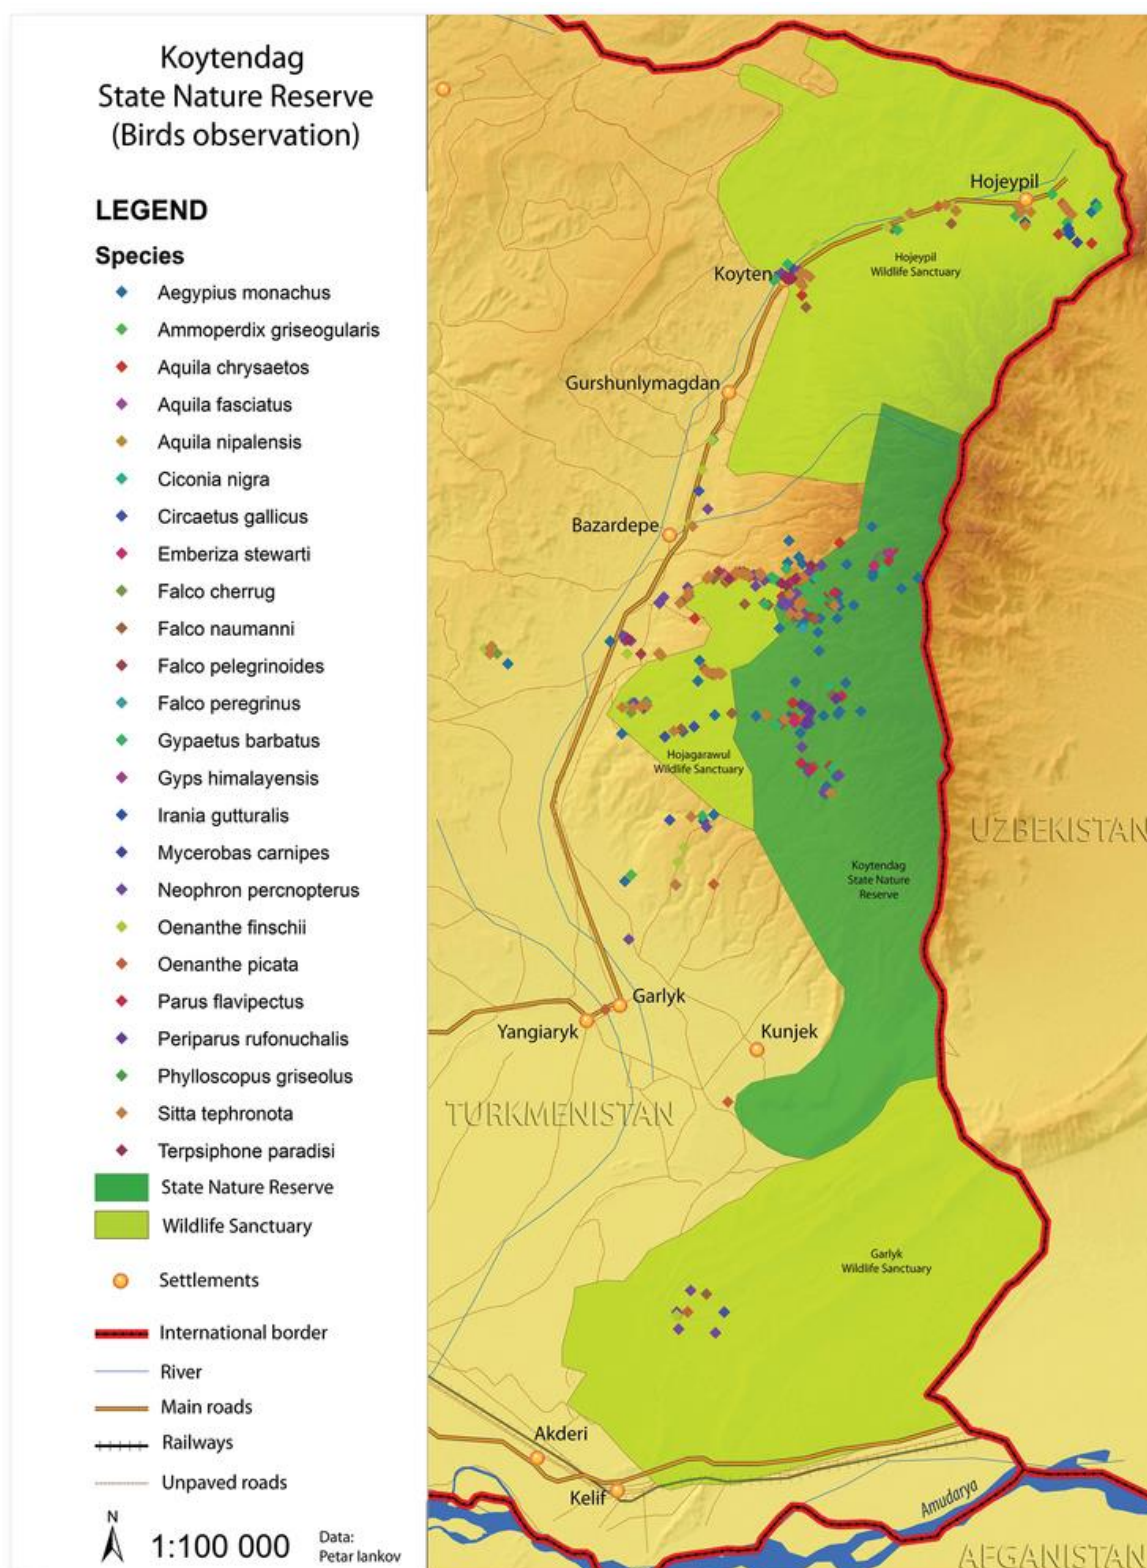 Koytendag
State Nature Reserve
(Birds observation)
LEGEND
Species
Aegypius monachus
Ammoperdix griseogularis
Aquila chrysaetos
Aquila fasciatus
Aquila nipalensis
Ciconia nigra
Circaetus gallicus
Emberiza stewarti
Falco cherrug
Falco naumanni
Falco pelegrinoides
Falco peregrinus
Gypaetus barbatus
Gyps himalayensis
Irania gutturalis
Mycerobas carnipes
Neophron percnopterus
Oenanthe finschii
Oenanthe picata
Parus flavipectus
Periparus rufonuchalis
Phylloscopus griseolus
Sitta tephronota
Terpsiphone paradisi
State Nature Reserve
Wildlife Sanctuary
Settlements
International border
River
Main roads
Railways
Unpaved roads
N
1:100 000
Data:
Petar Iankov
Hojeypil
Hojeypil
Wildlife Sanctuary
Koyten
Gurshunlymagdan
Bazardepe
Hojagarawul
Wildlife Sanctuary
UZBEKISTAN
Koytendag
State Nature
Reserve
Garlyk
Yangiaryk
Kunjek
TURKMENISTAN
Garlyk
Wildlife Sanctuary
Akderi
Kelif
Amudarya
AFGANISTAN